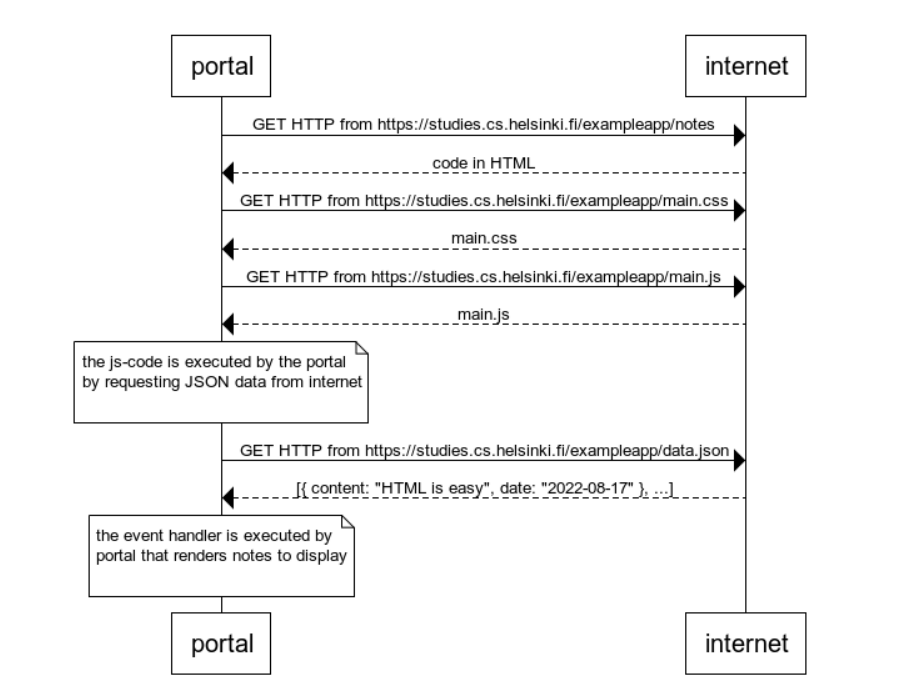 portal
internet
GET HTTP from https://studies.cs.helsinki.fi/exampleapp/notes
code in HTML
GET HTTP from https://studies.cs.helsinki.fi/exampleapp/main.css
main.css
GET HTTP from https://studies.cs.helsinki.fi/exampleapp/main.js
main.js
the js-code is executed by the portal
by requesting JSON data from internet
GET HTTP from https://studies.cs.helsinki.fi/exampleapp/data.json
[{ content: "HTML is easy", date: "2022-08-17" }, ...]
the event handler is executed by
portal that renders notes to display
portal
internet